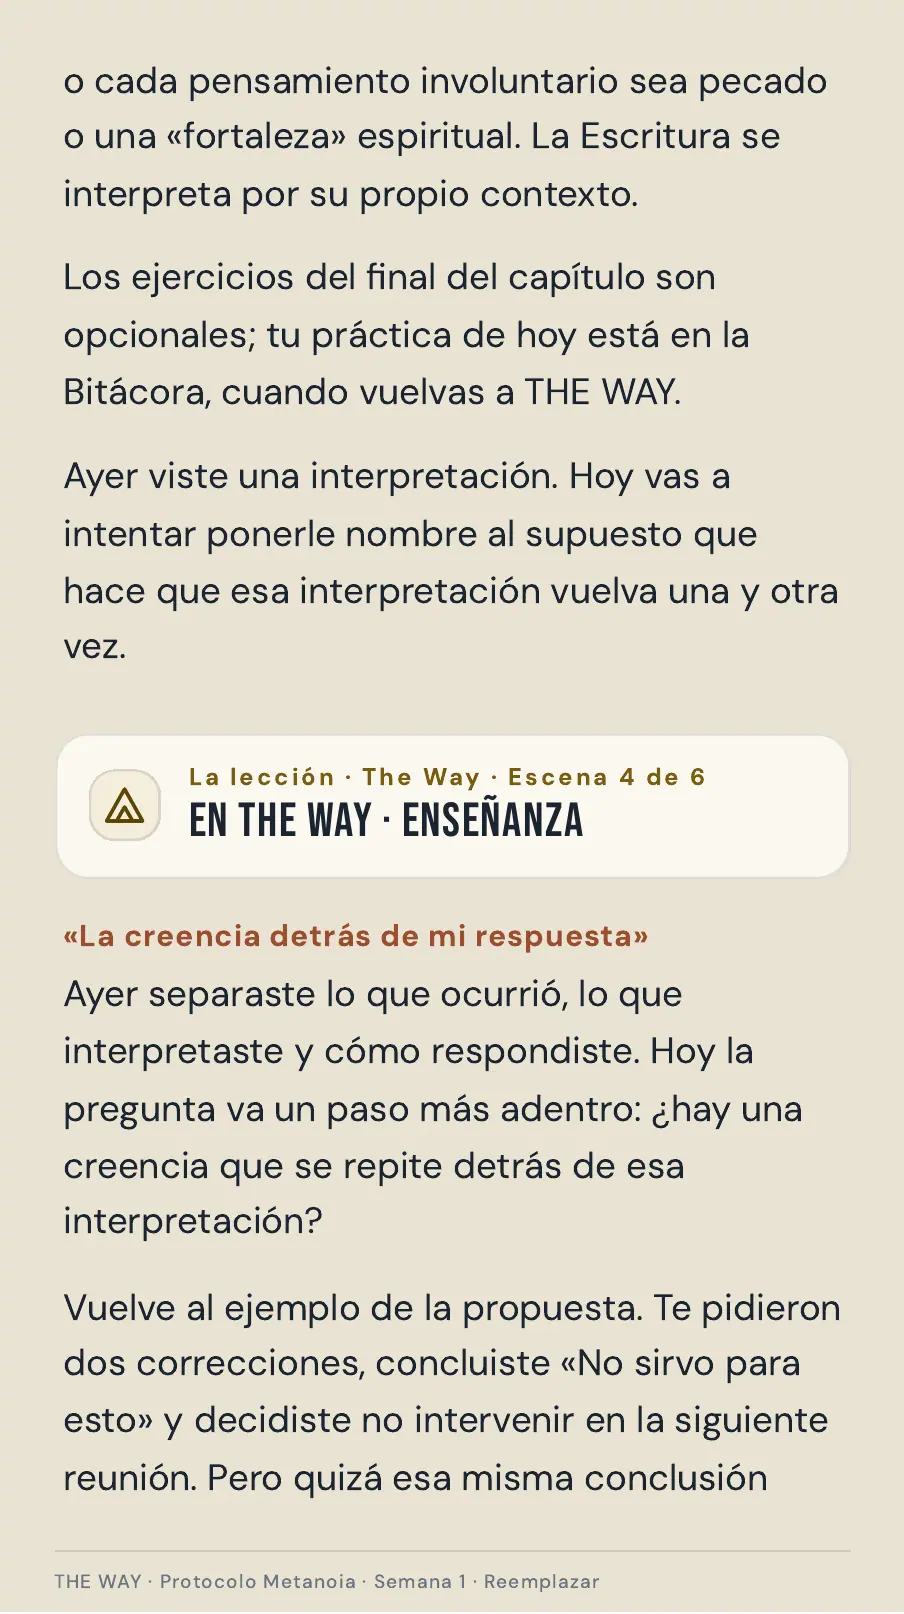 o cada pensamiento involuntario sea pecado
o una «fortaleza» espiritual. La Escritura se
interpreta por su propio contexto.
Los ejercicios del final del capítulo son
opcionales; tu práctica de hoy está en la
Bitácora, cuando vuelvas a THE WAY.
Ayer viste una interpretación. Hoy vas a
intentar ponerle nombre al supuesto que
hace que esa interpretación vuelva una y otra
vez.
La lección · The Way · Escena 4 de 6
EN THE WAY · ENSEÑANZA
«La creencia detrás de mi respuesta»
Ayer separaste lo que ocurrió, lo que
interpretaste y cómo respondiste. Hoy la
pregunta va un paso más adentro: ¿hay una
creencia que se repite detrás de esa
interpretación?
Vuelve al ejemplo de la propuesta. Te pidieron
dos correcciones, concluiste «No sirvo para
esto» y decidiste no intervenir en la siguiente
reunión. Pero quizá esa misma conclusión
THE WAY · Protocolo Metanoia · Semana 1 · Reemplazar